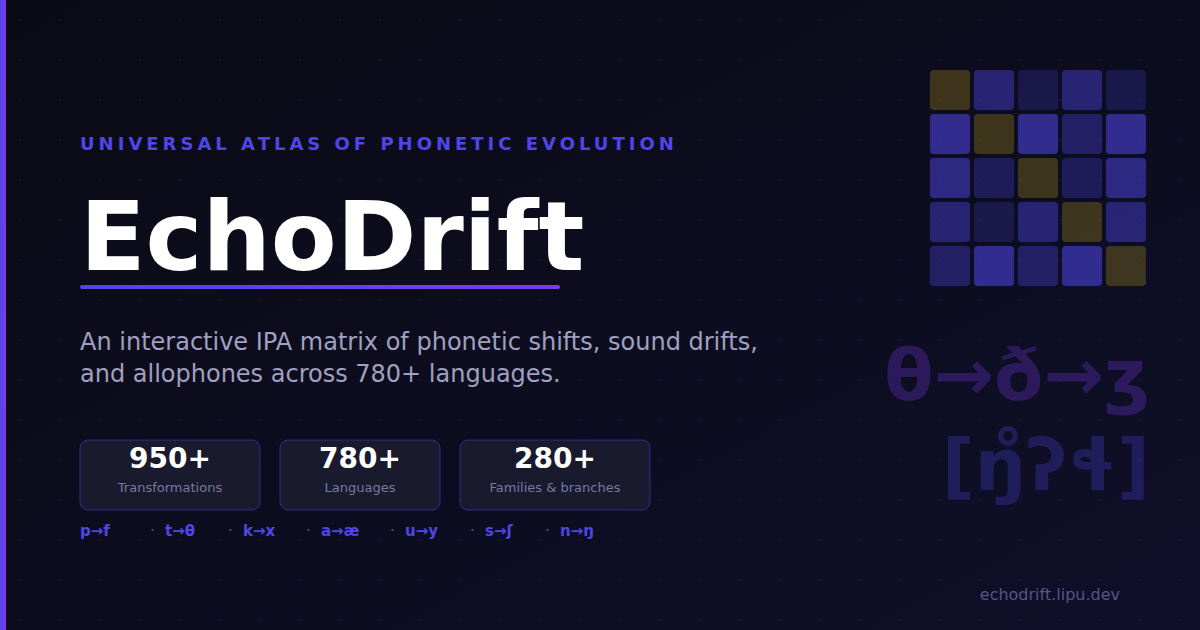 UNIVERSAL ATLAS OF PHONETIC EVOLUTION
EchoDrift
An interactive IPA matrix of phonetic shifts, sound drifts,
and allophones across 780+ languages.
950+
Transformations
780+
Languages
280+
Families & branches
p→f · t→θ · k→x · a→æ · u→y · s→ʃ · n→ŋ
θ→ð→ʒ
[ŋ̊ʔɬ]
echodrift.lipu.dev